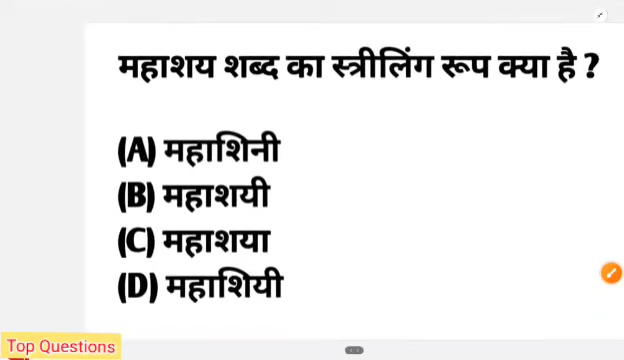 महाशय शब्द का स्त्रीलिंग रूप क्या है ?
(A) महाशिनी
(B) महाशयी
(C) महाशया
(D) महाशियी
Top Questions